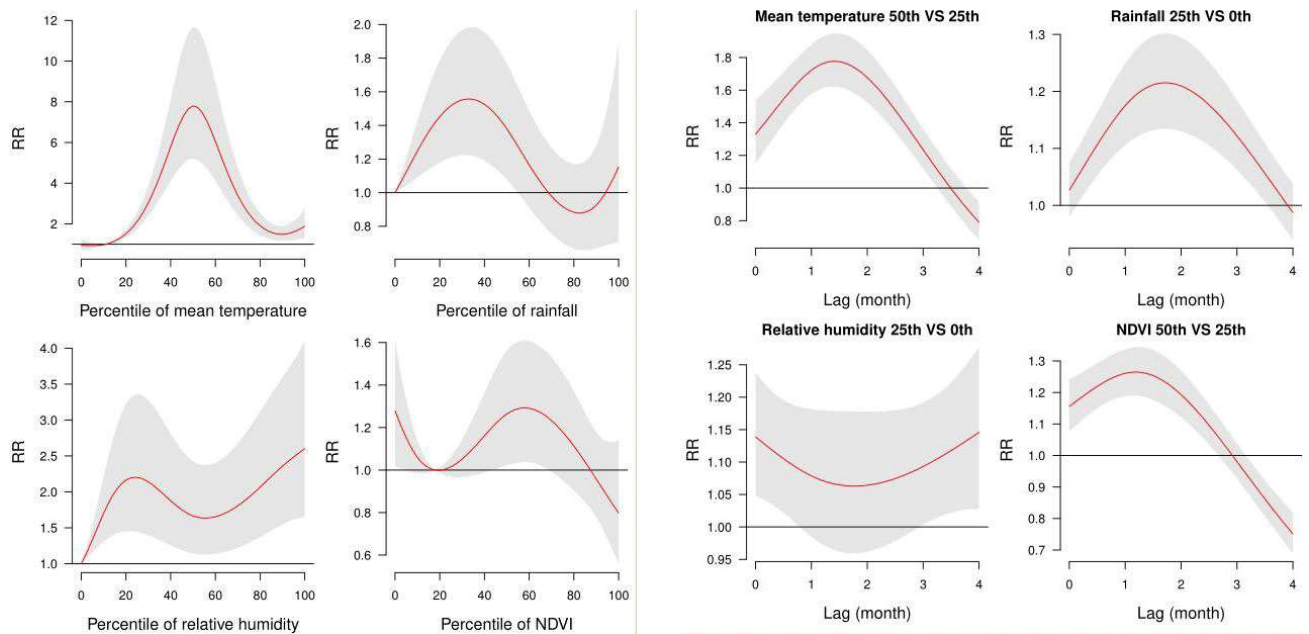 12
10
8
6
4
2
RR
0 20 40 60 80 100
Percentile of mean temperature
2.0
1.8
1.6
1.4
1.2
1.0
0.8
RR
0 20 40 60 80 100
Percentile of rainfall
Mean temperature 50th VS 25th
1.8
1.6
1.4
1.2
1.0
0.8
RR
0 1 2 3 4
Lag (month)
Rainfall 25th VS 0th
1.3
1.2
1.1
1.0
RR
0 1 2 3 4
Lag (month)
4.0
3.5
3.0
2.5
2.0
1.5
1.0
RR
0 20 40 60 80 100
Percentile of relative humidity
1.6
1.4
1.2
1.0
0.8
0.6
RR
0 20 40 60 80 100
Percentile of NDVI
Relative humidity 25th VS 0th
1.25
1.20
1.15
1.10
1.05
1.00
0.95
RR
0 1 2 3 4
Lag (month)
NDVI 50th VS 25th
1.3
1.2
1.1
1.0
0.9
0.8
0.7
RR
0 1 2 3 4
Lag (month)